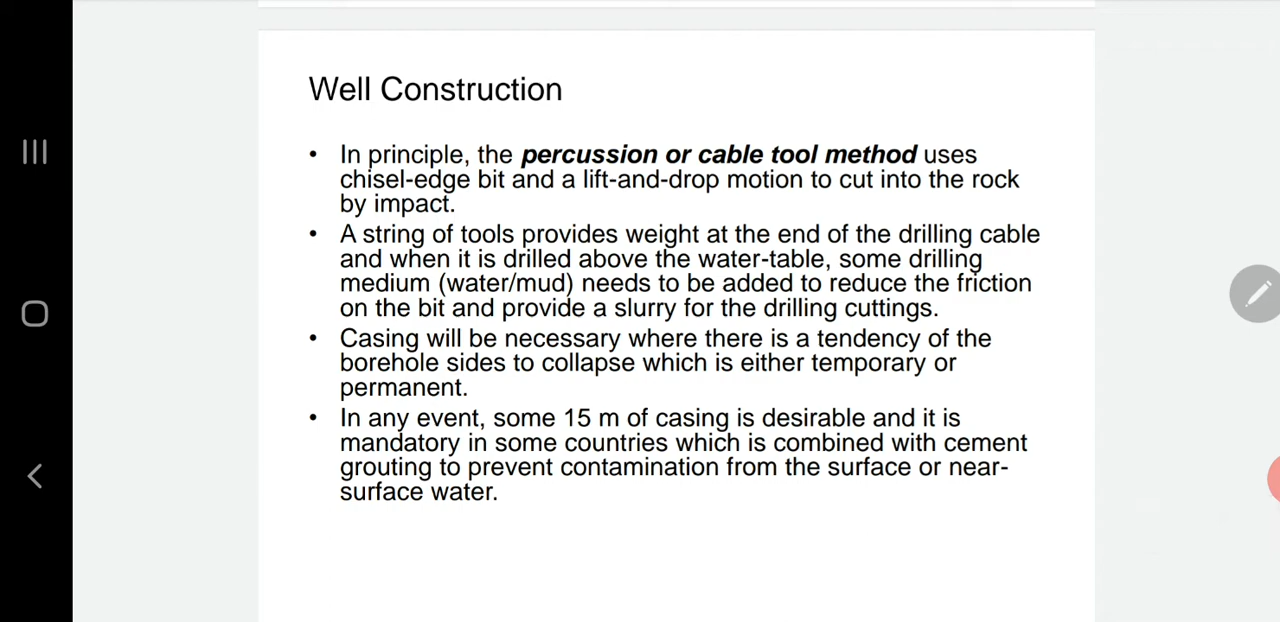 Well Construction
• In principle, the percussion or cable tool method uses
chisel-edge bit and a lift-and-drop motion to cut into the rock
by impact.
• A string of tools provides weight at the end of the drilling cable
and when it is drilled above the water-table, some drilling
medium (water/mud) needs to be added to reduce the friction
on the bit and provide a slurry for the drilling cuttings.
• Casing will be necessary where there is a tendency of the
borehole sides to collapse which is either temporary or
permanent.
• In any event, some 15 m of casing is desirable and it is
mandatory in some countries which is combined with cement
grouting to prevent contamination from the surface or near-
surface water.